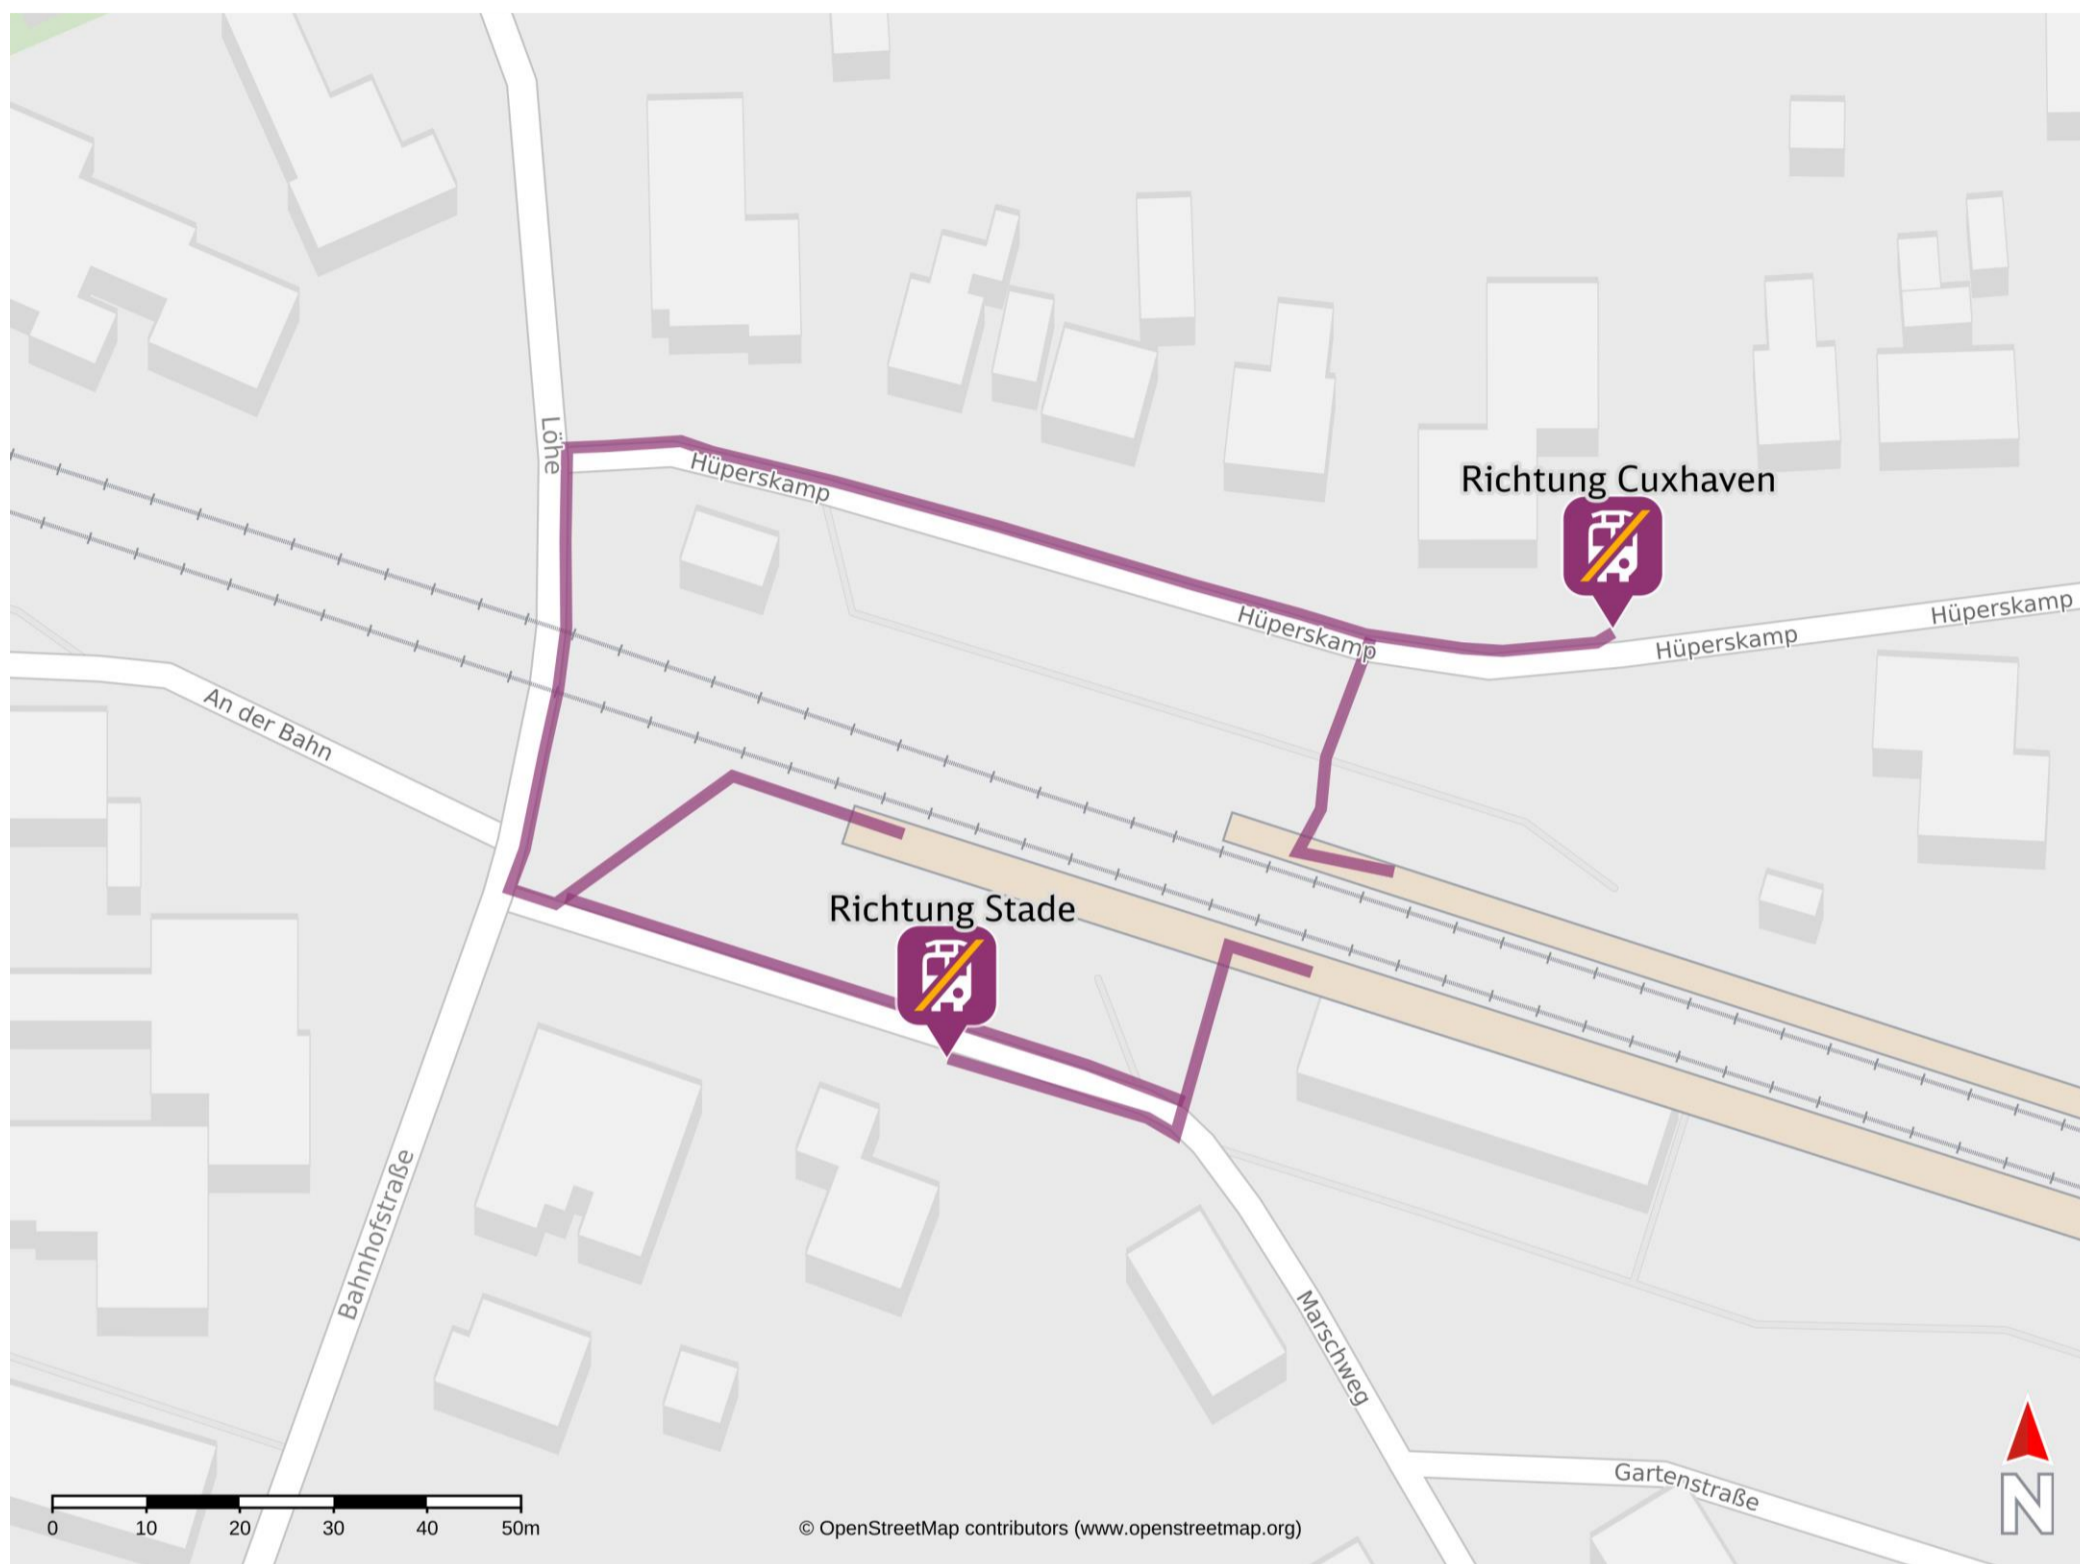 Löhe
Hüperskamp
Richtung Cuxhaven
Hüperskamp
Hüperskamp
Hüperskamp
An der Bahn
Richtung Stade
Bahnhofstraße
Marschweg
Gartenstraße
N
0 10 20 30 40 50m
© OpenStreetMap contributors (www.openstreetmap.org)